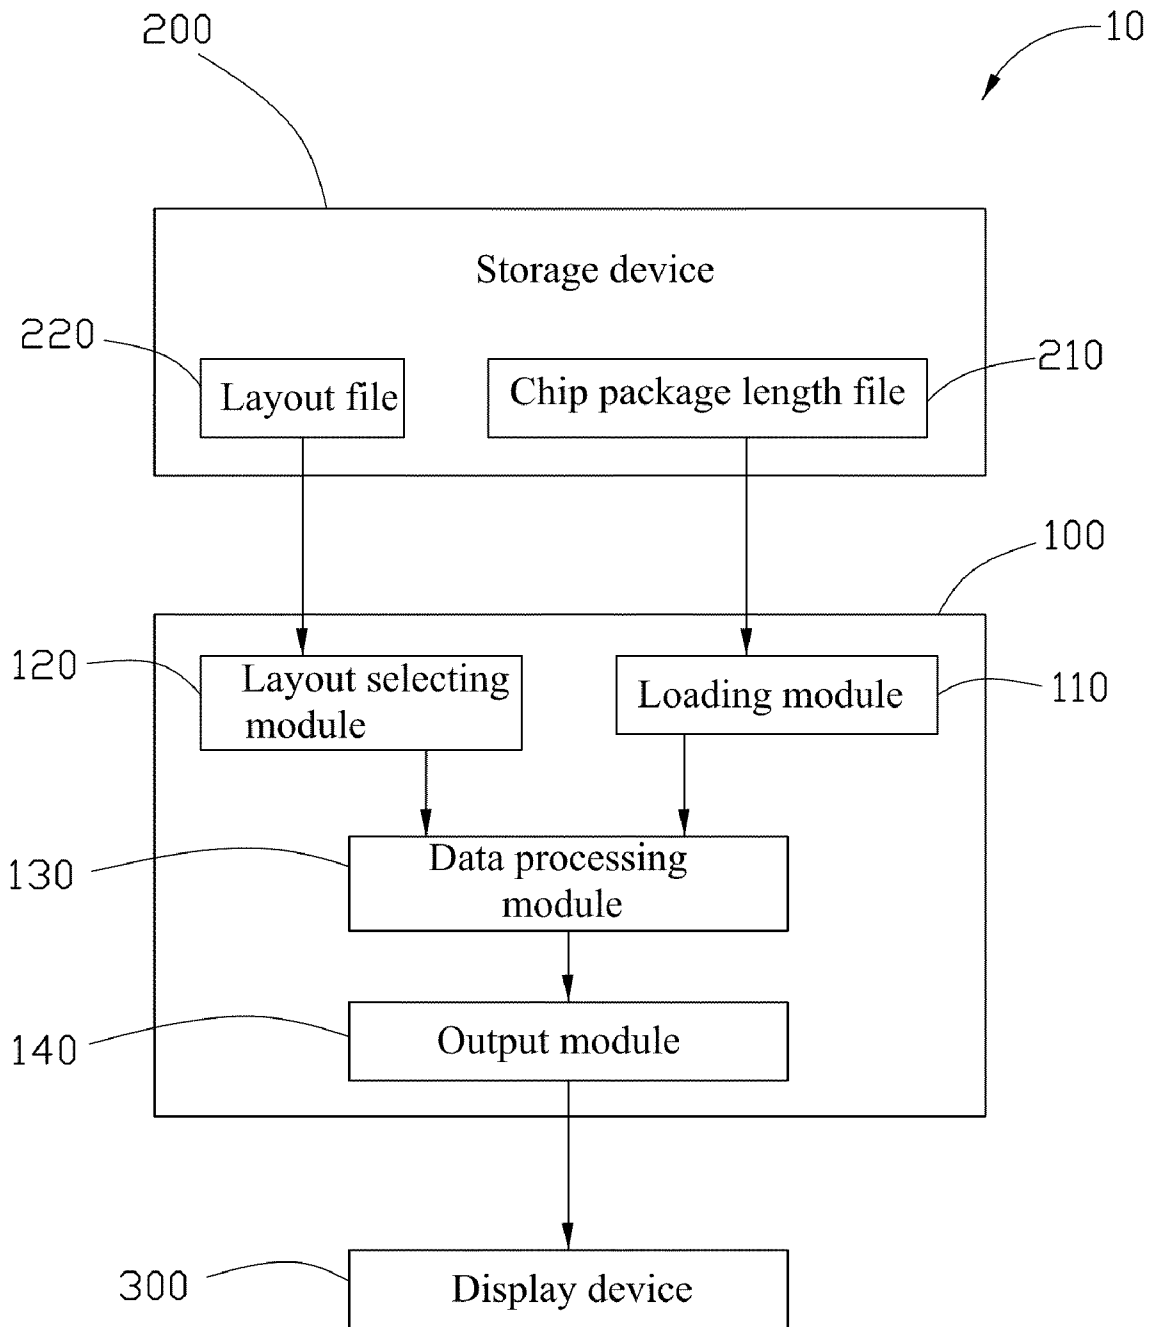 200
10
Storage device
220
Layout file
Chip package length file
210
100
120
Layout selecting
module
Loading module
110
130
Data processing
module
140
Output module
300
Display device